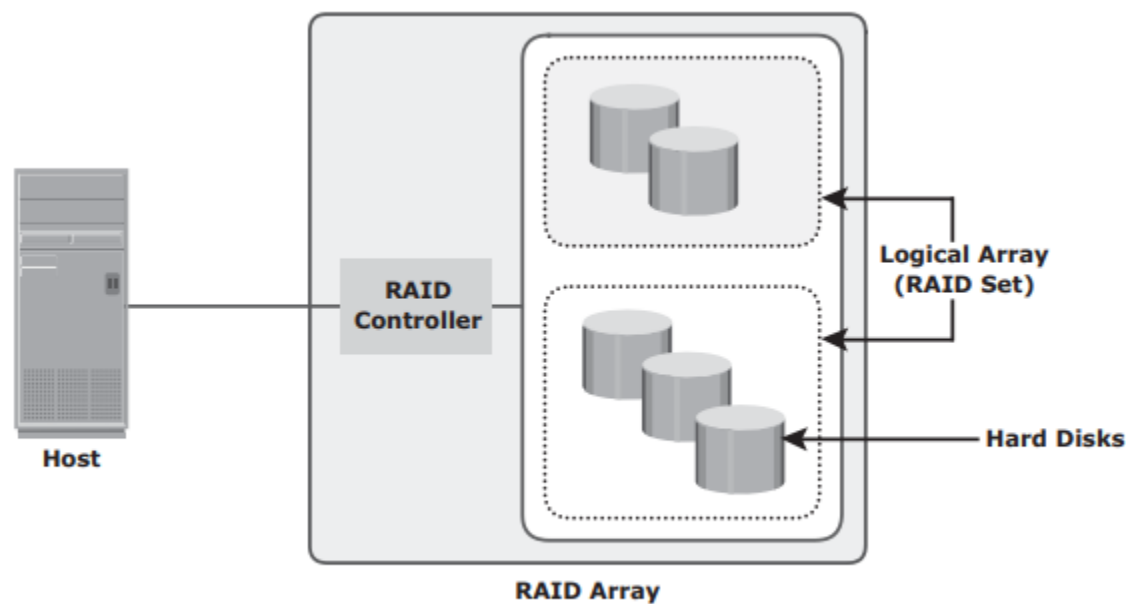 RAID
Controller
Logical Array
(RAID Set)
Hard Disks
Host
RAID Array